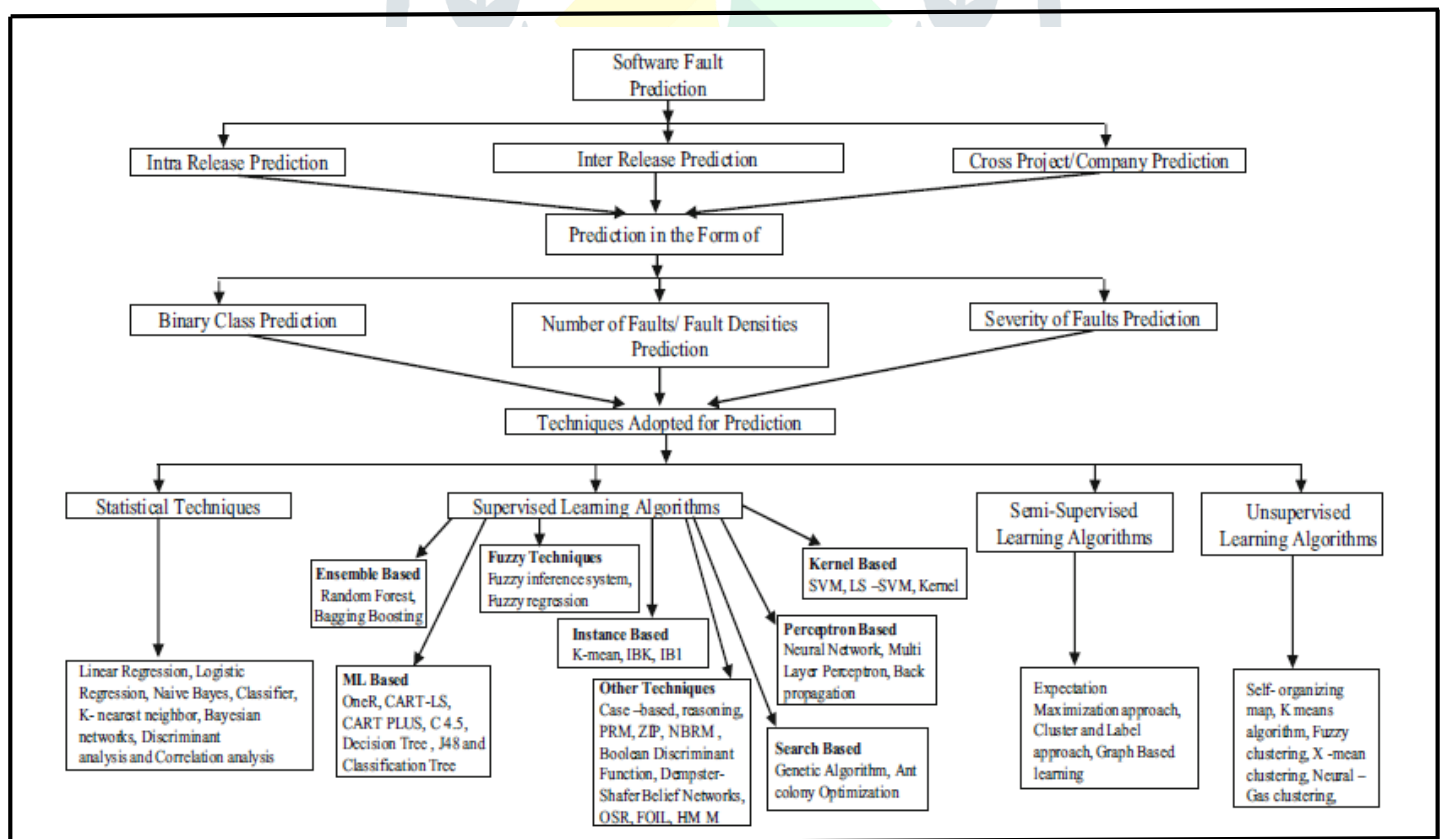 Software Fault
Prediction
Intra Release Prediction
Inter Release Prediction
Cross Project/Company Prediction
Prediction in the Form of
Binary Class Prediction
Number of Faults/ Fault Densities
Prediction
Severity of Faults Prediction
Techniques Adopted for Prediction
Statistical Techniques
Supervised Learning Algorithms
Semi-Supervised
Learning Algorithms
Unsupervised
Learning Algorithms
Ensemble Based
Random Forest,
Bagging Boosting
Fuzzy Techniques
Fuzzy inference system,
Fuzzy regression
Kernel Based
SVM, LS –SVM, Kernel
Instance Based
K-mean, IBK, IB1
Perceptron Based
Neural Network, Multi
Layer Perceptron, Back
propagation
Linear Regression, Logistic
Regression, Naive Bayes, Classifier,
K- nearest neighbor, Bayesian
networks, Discriminant
analysis and Correlation analysis
ML Based
OneR, CART-LS,
CART PLUS, C 4.5,
Decision Tree , J48 and
Classification Tree
Other Techniques
Case –based, reasoning,
PRM, ZIP, NBRM ,
Boolean Discriminant
Function, Dempster-
Shafer Belief Networks,
OSR, FOIL, HM M
Search Based
Genetic Algorithm, Ant
colony Optimization
Expectation
Maximization approach,
Cluster and Label
approach, Graph Based
learning
Self- organizing
map, K means
algorithm, Fuzzy
clustering, X -mean
clustering, Neural –
Gas clustering,